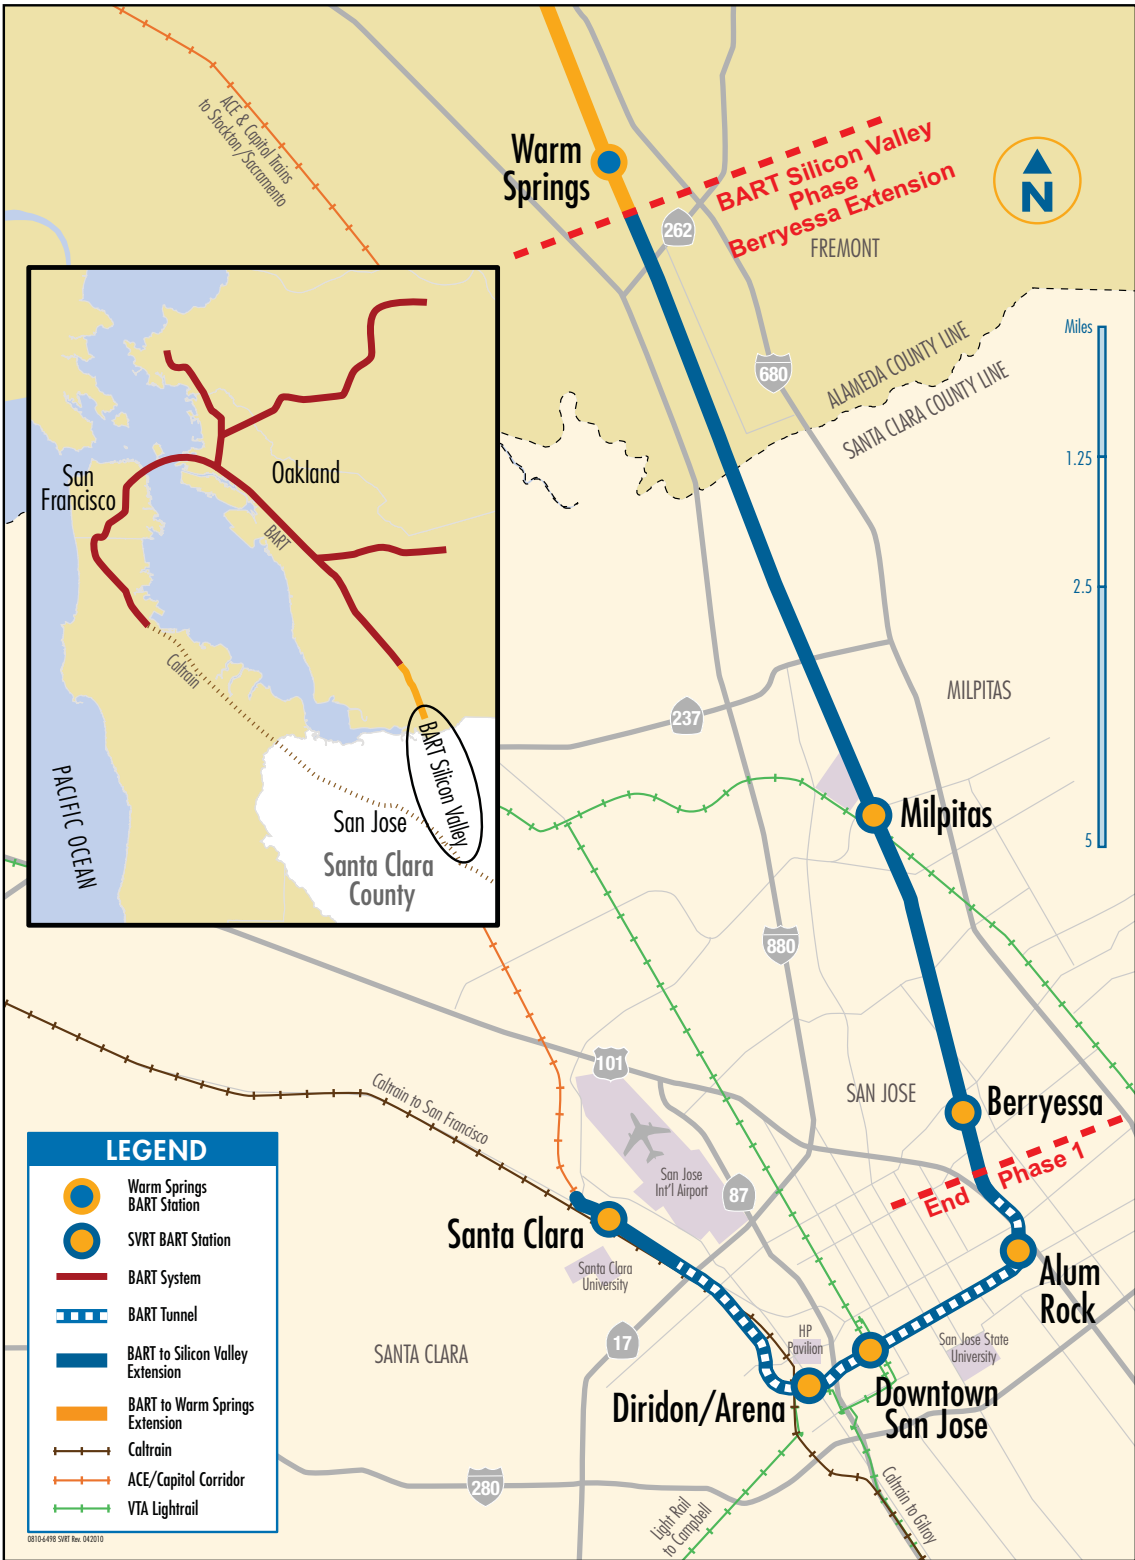 ACE & Capitol Trains
to Stockton/Sacramento
Warm
Springs
BART Silicon Valley
Phase 1
Berryessa Extension
N
262
FREMONT
680
ALAMEDA COUNTY LINE
SANTA CLARA COUNTY LINE
Miles
1.25
2.5
5
San
Francisco
Oakland
BART
Caltrain
BART Silicon Valley
PACIFIC OCEAN
San Jose
Santa Clara
County
237
MILPITAS
Milpitas
880
101
Caltrain to San Francisco
SAN JOSE
Berryessa
End Phase 1
San Jose
Int'l Airport
87
Santa Clara
Santa Clara
University
Alum
Rock
17
HP
Pavilion
San Jose State
University
SANTA CLARA
Diridon/Arena
Downtown
San Jose
280
Light Rail
to Campbell
Caltrain to Gilroy
LEGEND
Warm Springs
BART Station
SVRT BART Station
BART System
BART Tunnel
BART to Silicon Valley
Extension
BART to Warm Springs
Extension
Caltrain
ACE/Capitol Corridor
VTA Lightrail
0810-6498 SVRT Rev. 042010